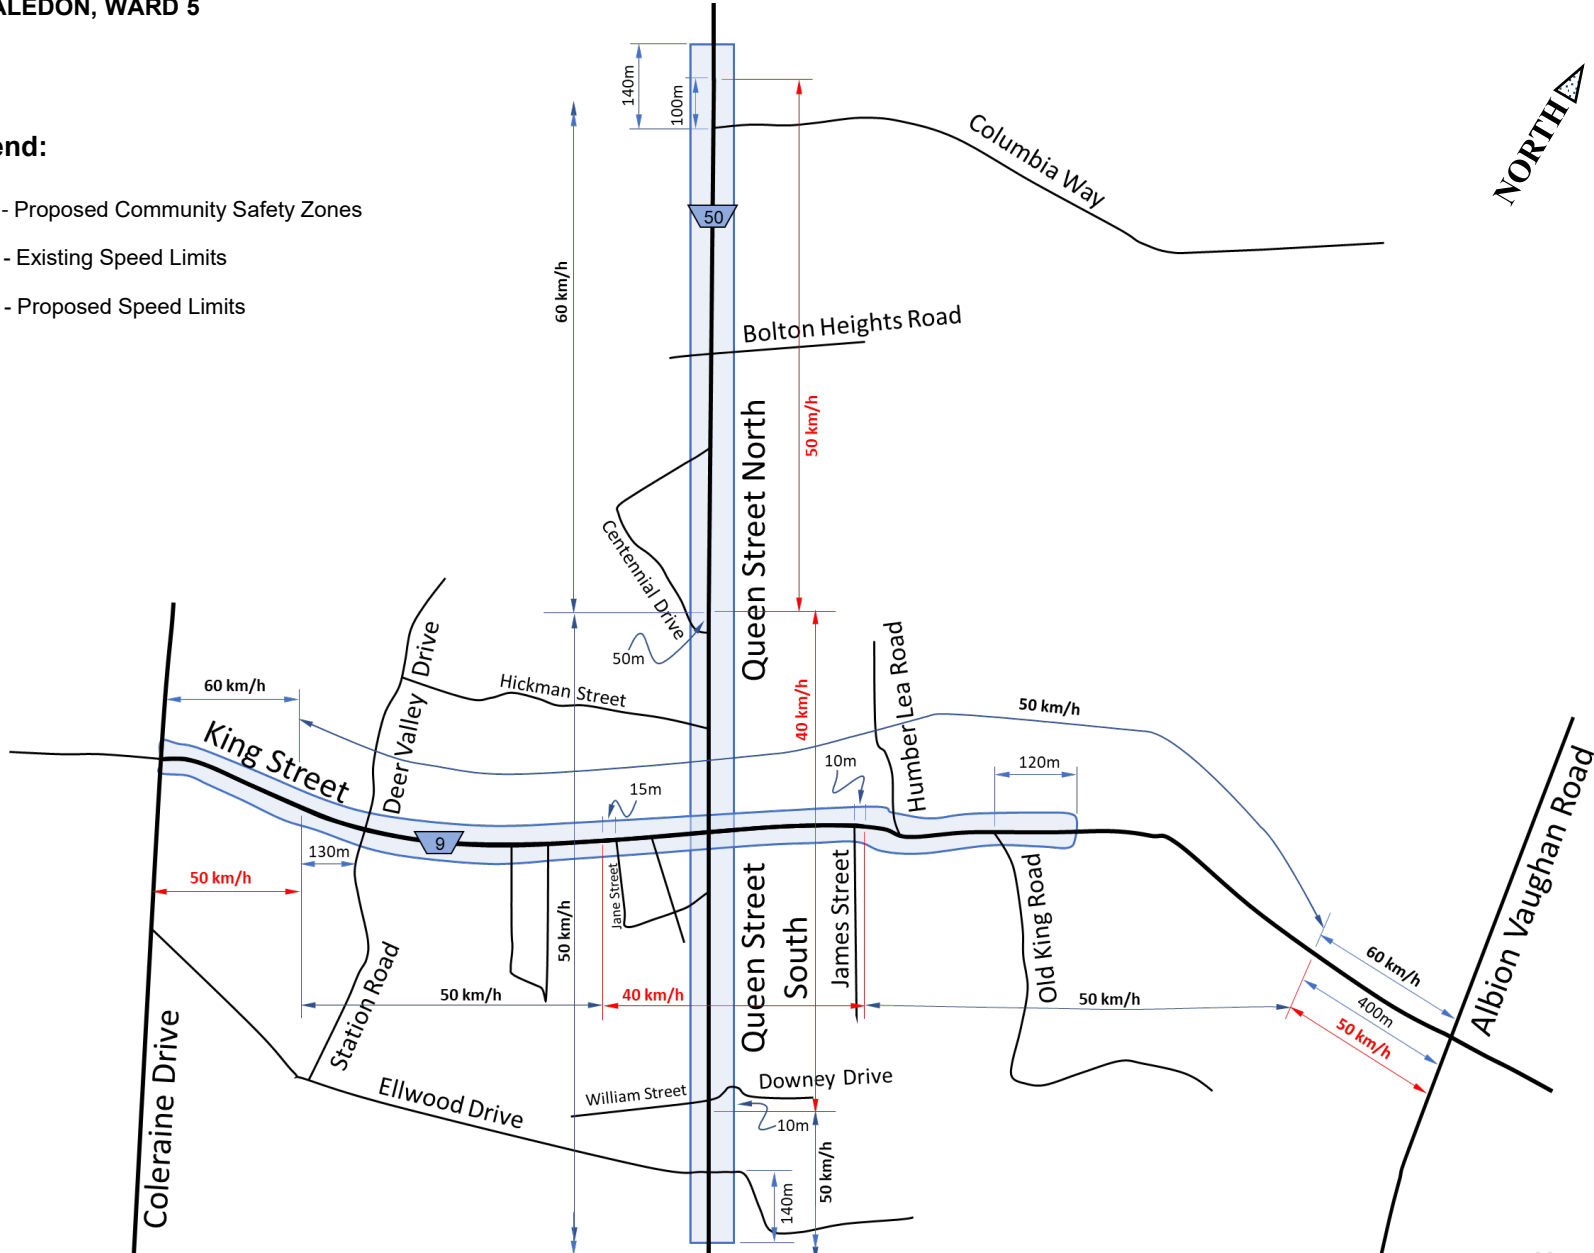 ALEDON, WARD 5
end:
- Proposed Community Safety Zones
- Existing Speed Limits
- Proposed Speed Limits
NORTH
140m
100m
Columbia Way
50
60 km/h
Bolton Heights Road
50 km/h
Queen Street North
Centennial Drive
50m
40 km/h
Hickman Street
Deer Valley Drive
60 km/h
King Street
Humber Lea Road
50 km/h
10m
15m
120m
9
130m
50 km/h
Jane Street
50 km/h
Queen Street
South
James Street
Old King Road
Albion Vaughan Road
60 km/h
400m
50 km/h
50 km/h
40 km/h
50 km/h
Station Road
Coleraine Drive
Ellwood Drive
William Street
Downey Drive
10m
50 km/h
140m